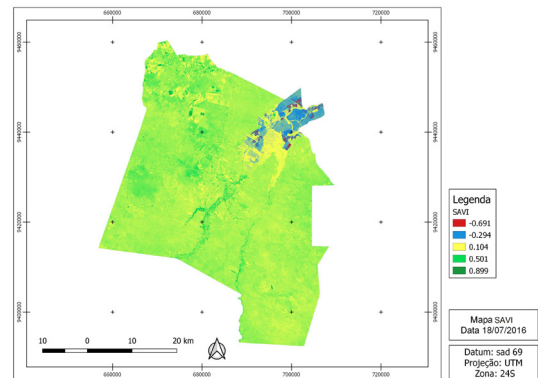 660000 680000 700000 720000
9460000 9460000
9440000 9440000
9420000 9420000
9400000 9400000
10 0 10 20 km
660000 680000 700000 720000
Legenda
SAVI
-0.691
-0.294
0.104
0.501
0.899
Mapa SAVI
Data 18/07/2016
Datum: sad 69
Projeção: UTM
Zona: 24S